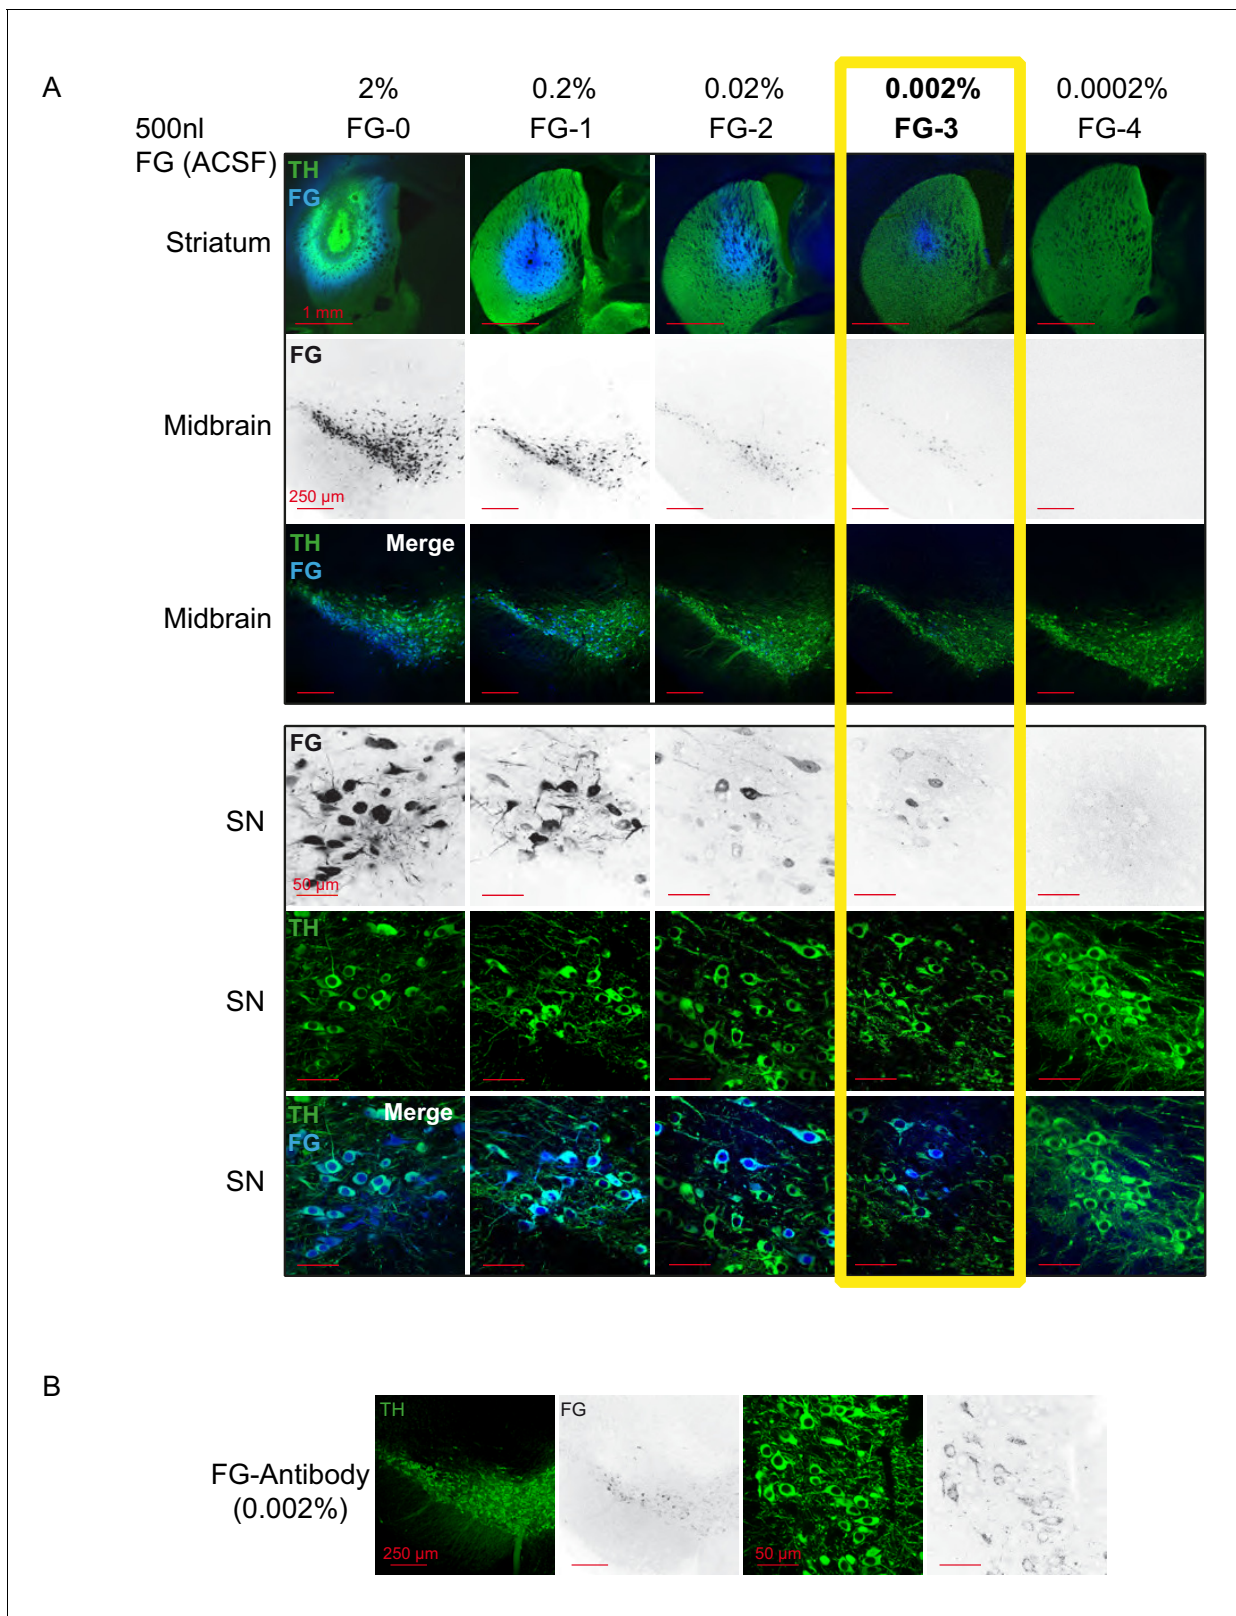 A
2% 0.2% 0.02% 0.002% 0.0002%
500nl FG-0 FG-1 FG-2 FG-3 FG-4
FG (ACSF)
TH
FG
Striatum
1 mm
FG
Midbrain
250 µm
TH Merge
FG
Midbrain
FG
SN
50 µm
TH
SN
TH Merge
FG
SN
B
TH FG
FG-Antibody
(0.002%)
250 µm 50 µm